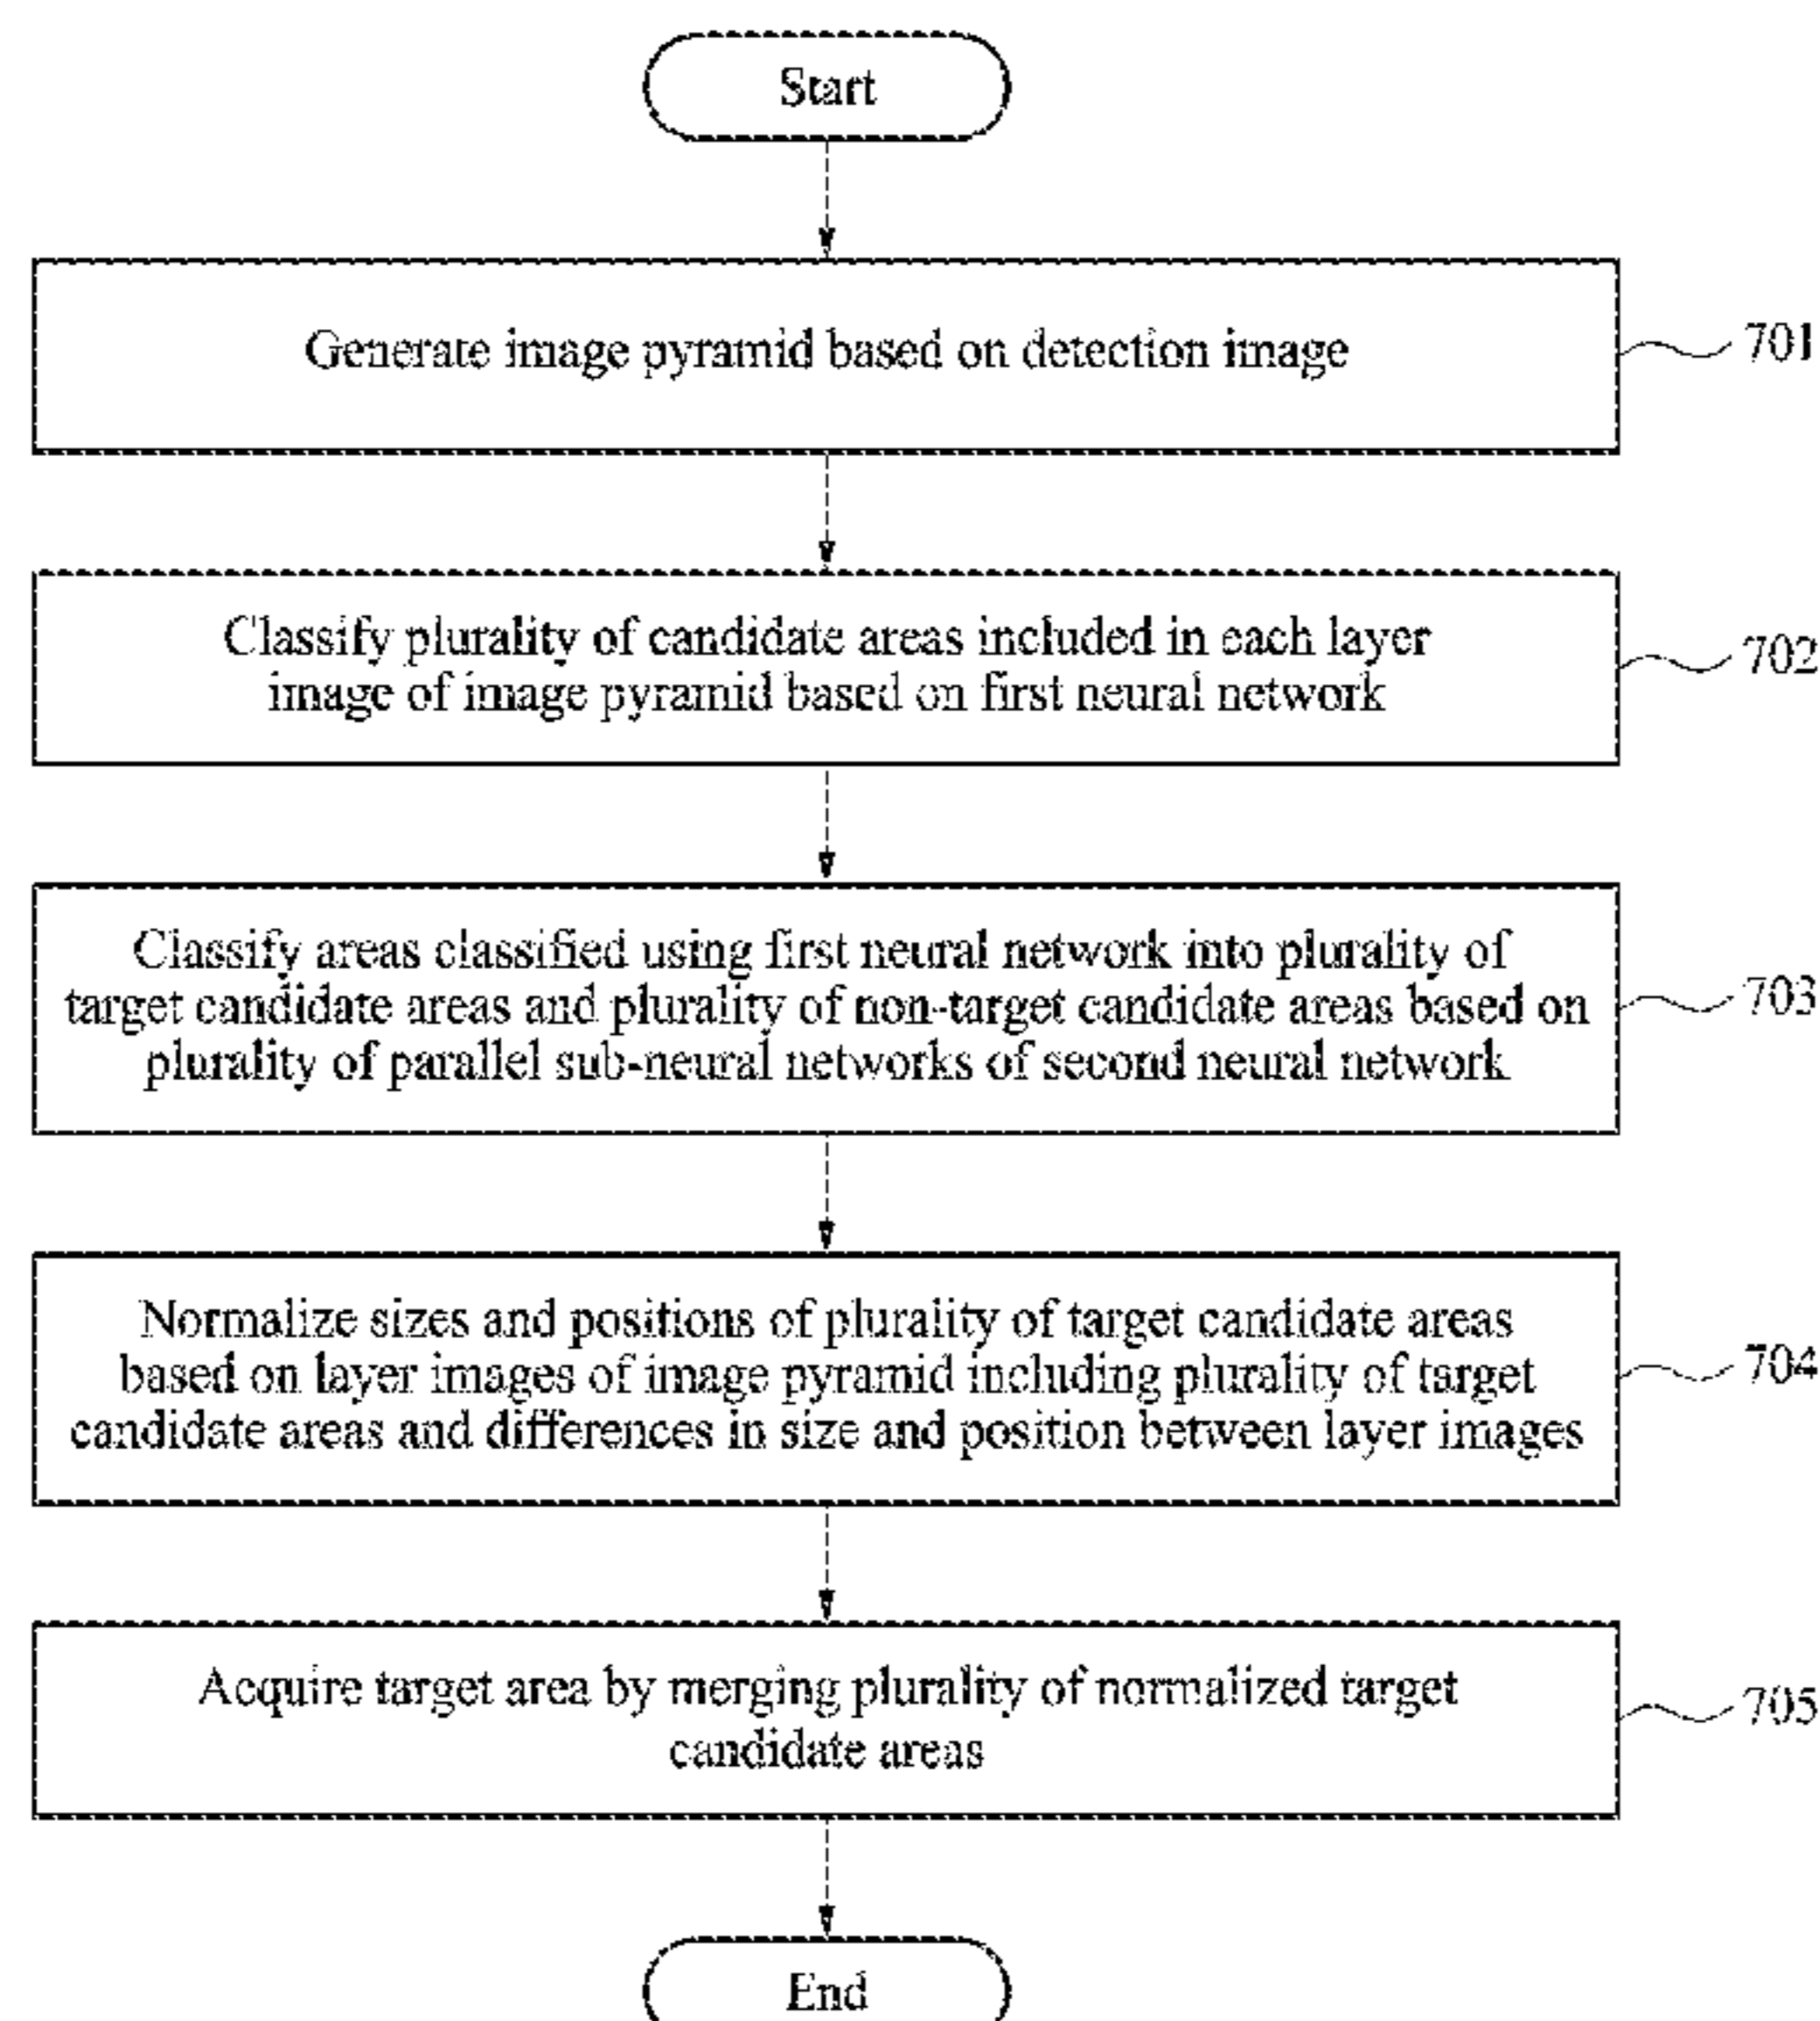 Start
Generate image pyramid based on detection image
701
Classify plurality of candidate areas included in each layer
image of image pyramid based on first neural network
702
Classify areas classified using first neural network into plurality of
target candidate areas and plurality of non-target candidate areas based on
plurality of parallel sub-neural networks of second neural network
703
Normalize sizes and positions of plurality of target candidate areas
based on layer images of image pyramid including plurality of target
candidate areas and differences in size and position between layer images
704
Acquire target area by merging plurality of normalized target
candidate areas
705
End